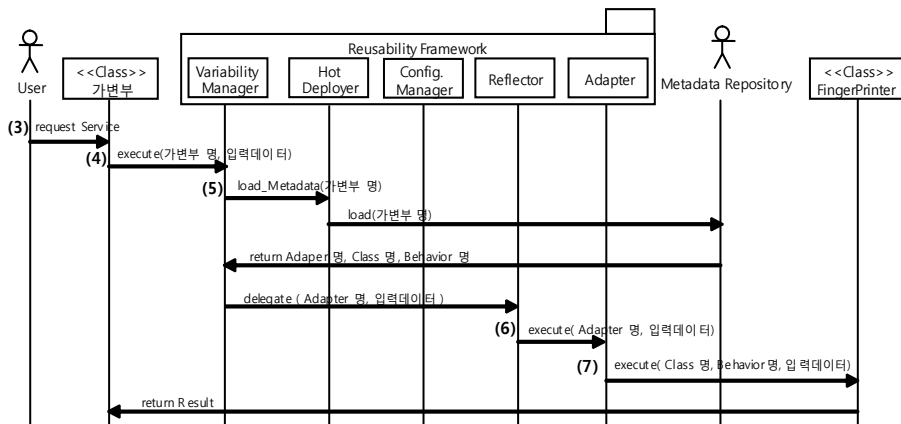 Reusability Framework
User
<<Class>>
가변부
Variability
Manager
Hot
Deployer
Config.
Manager
Reflector
Adapter
Metadata Repository
<<Class>>
FingerPrinter
(3) request Service
(4) execute(가변부 명, 입력데이터)
(5) load_Metadata(가변부 명)
load(가변부 명)
return Adaper 명, Class 명, Behavior 명
delegate ( Adapter 명, 입력데이터 )
(6) execute( Adapter 명, 입력데이터)
(7) execute( Class 명, Behavior 명, 입력데이터)
return Result